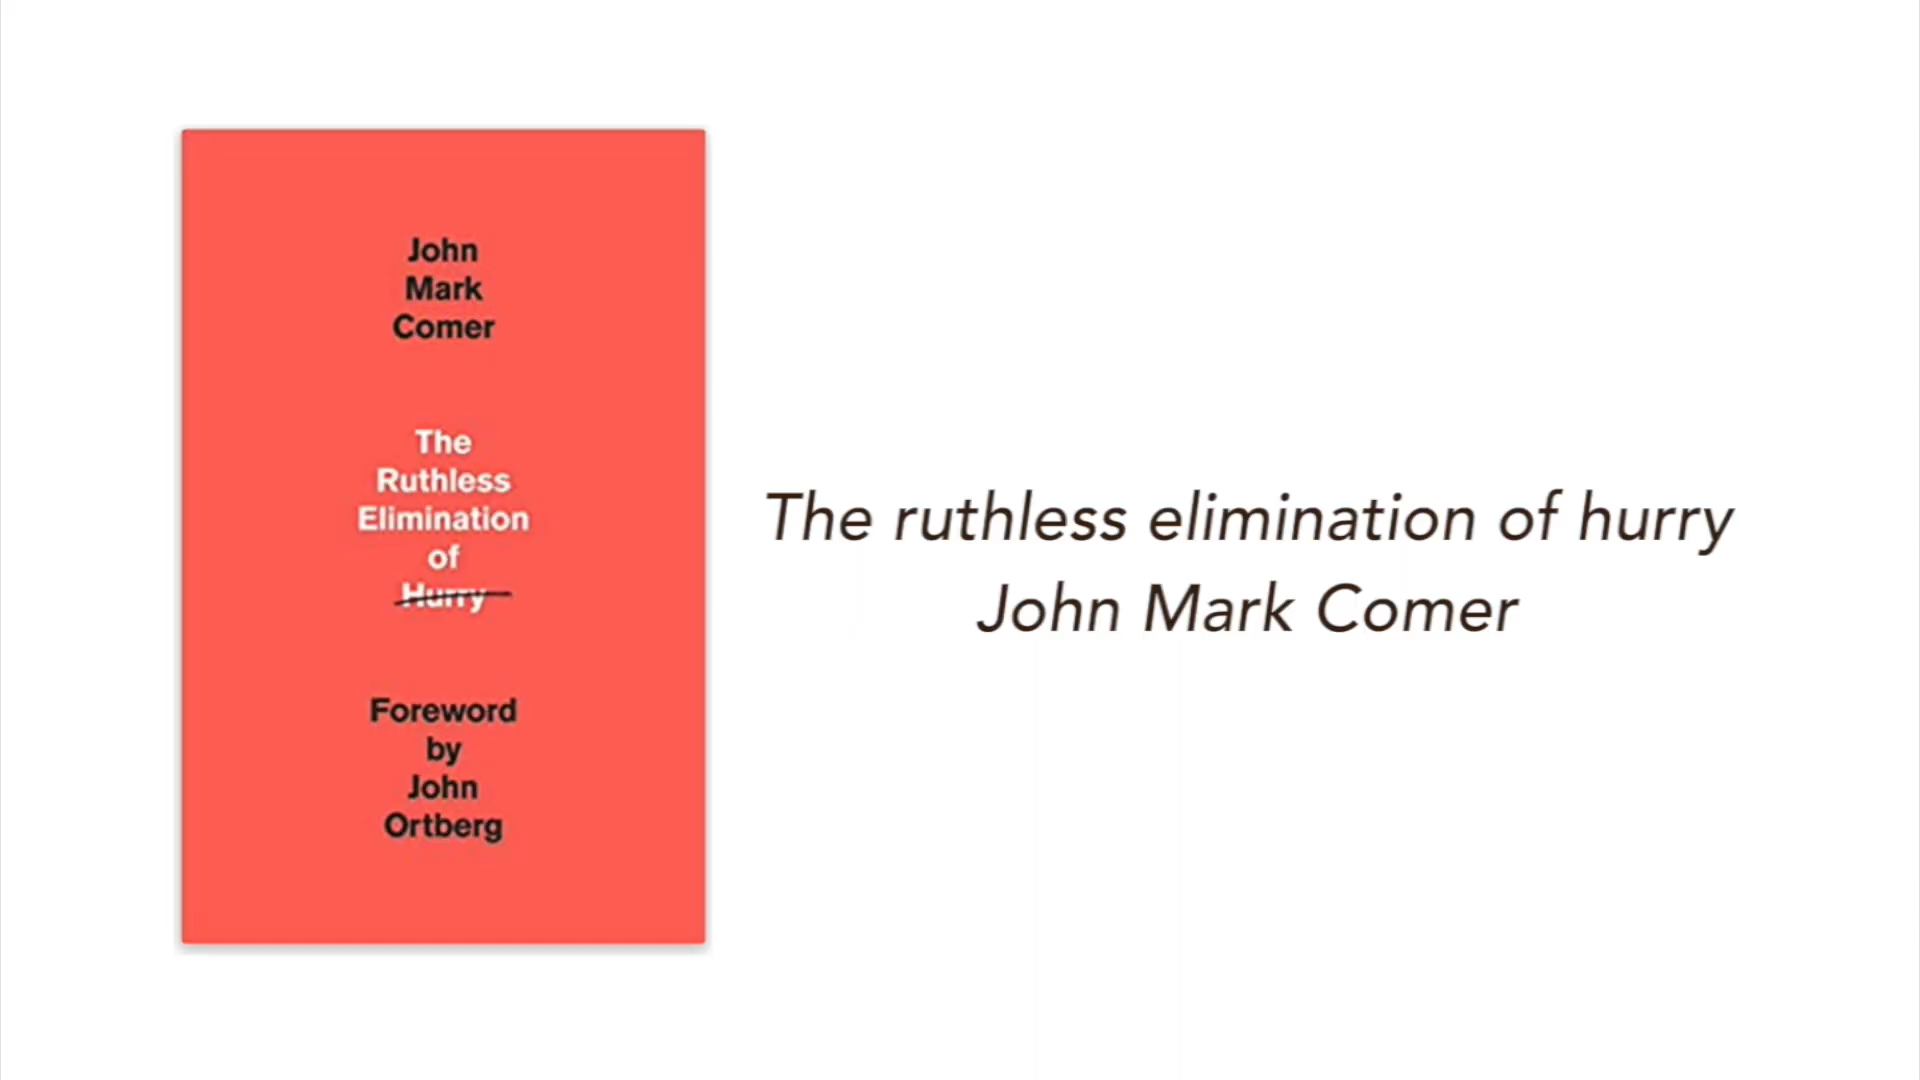 John
Mark
Comer
The
Ruthless
Elimination
of
Hurry
Foreword
by
John
Ortberg
The ruthless elimination of hurry
John Mark Comer